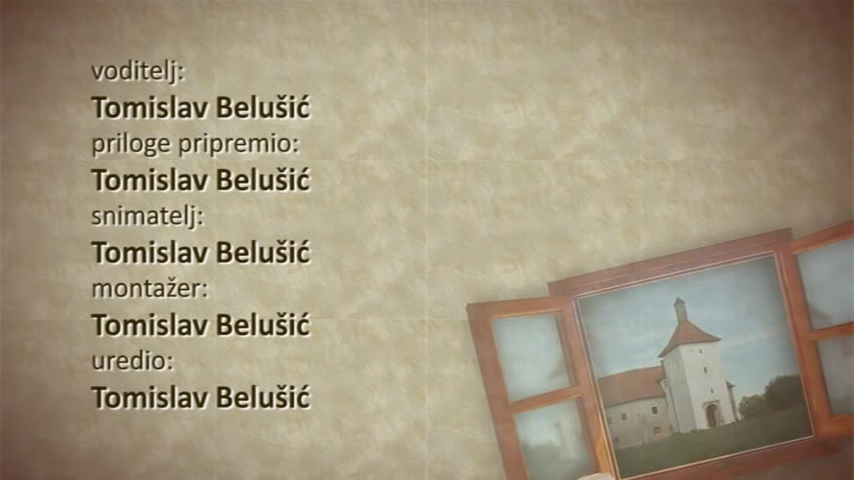 voditelj:
Tomislav Belušić
priloge pripremio:
Tomislav Belušić
snimatelj:
Tomislav Belušić
montažer:
Tomislav Belušić
uredio:
Tomislav Belušić